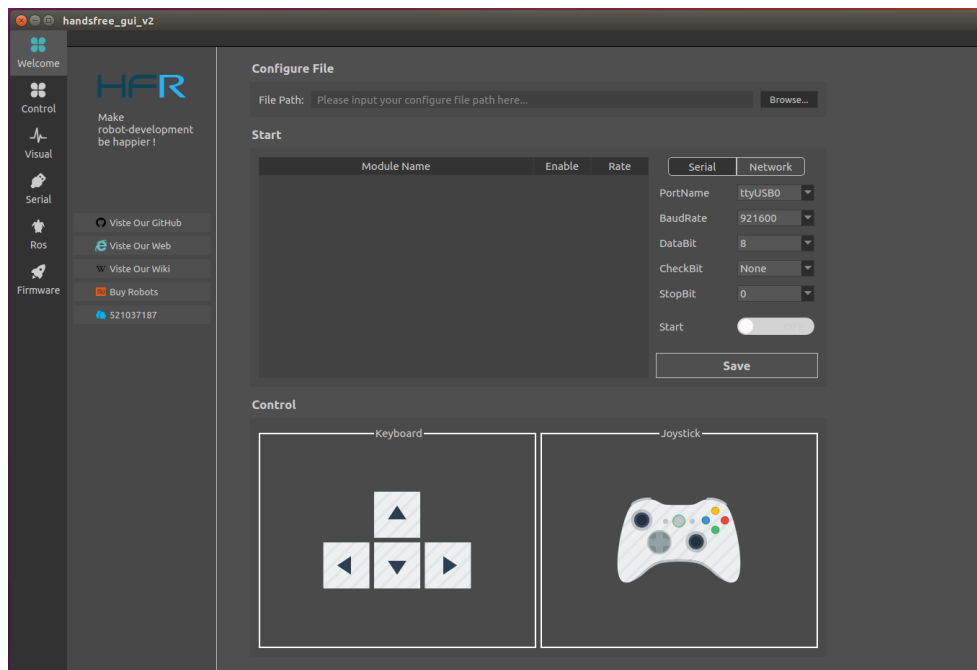 handsfree_gui_v2
Welcome
Control
Visual
Serial
Ros
Firmware
HFR
Make
robot-development
be happier !
Viste Our GitHub
Viste Our Web
W Viste Our Wiki
Buy Robots
521037187
Configure File
File Path: Please input your configure file path here... Browse...
Start
Module Name Enable Rate
Serial Network
PortName ttyUSB0
BaudRate 921600
DataBit 8
CheckBit None
StopBit 0
Start
Save
Control
Keyboard Joystick